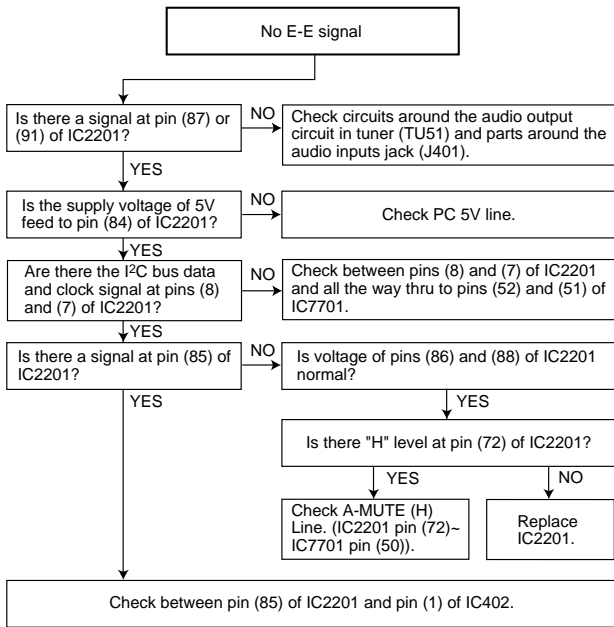 No E-E signal
Is there a signal at pin (87) or
(91) of IC2201?
NO
Check circuits around the audio output
circuit in tuner (TU51) and parts around the
audio inputs jack (J401).
YES
Is the supply voltage of 5V
feed to pin (84) of IC2201?
NO
Check PC 5V line.
YES
Are there the I²C bus data
and clock signal at pins (8)
and (7) of IC2201?
NO
Check between pins (8) and (7) of IC2201
and all the way thru to pins (52) and (51) of
IC7701.
YES
Is there a signal at pin (85) of
IC2201?
NO
Is voltage of pins (86) and (88) of IC2201
normal?
YES
YES
Is there "H" level at pin (72) of IC2201?
YES
NO
Check A-MUTE (H)
Line. (IC2201 pin (72)~
IC7701 pin (50)).
Replace
IC2201.
Check between pin (85) of IC2201 and pin (1) of IC402.